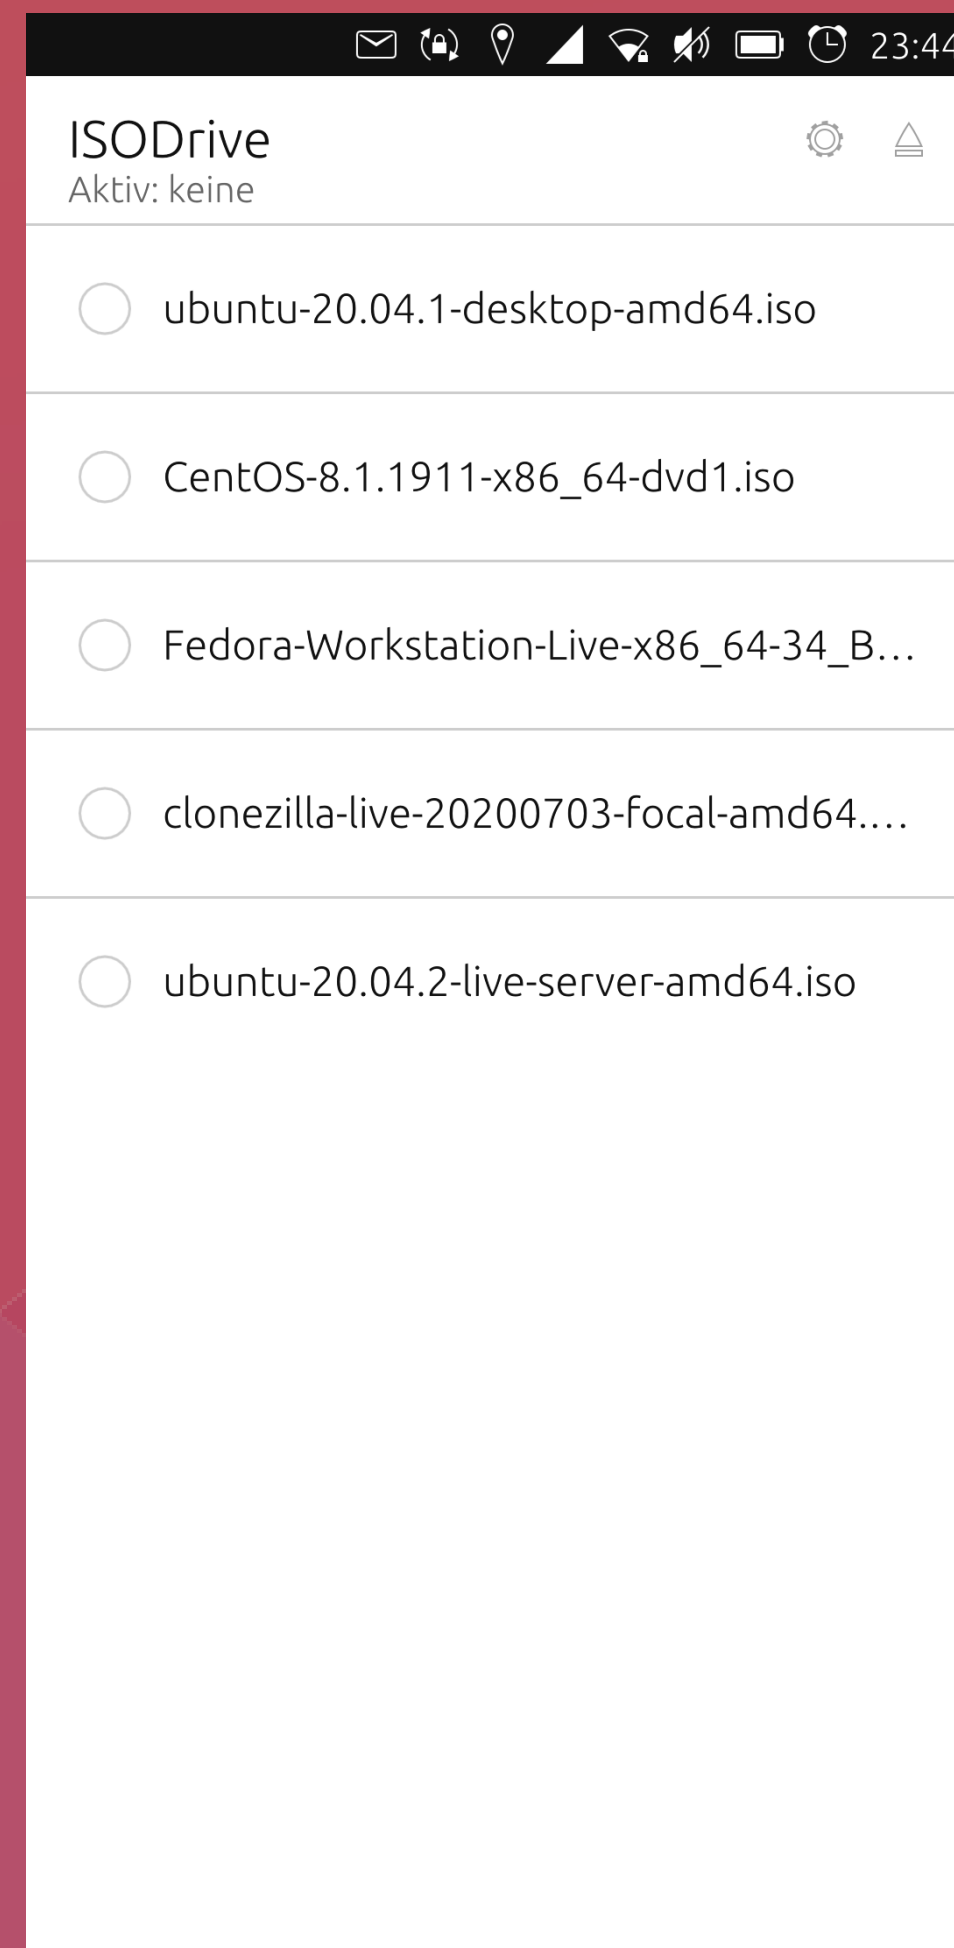 23:44
ISODrive
Aktiv: keine
ubuntu-20.04.1-desktop-amd64.iso
CentOS-8.1.1911-x86_64-dvd1.iso
Fedora-Workstation-Live-x86_64-34_B...
clonezilla-live-20200703-focal-amd64....
ubuntu-20.04.2-live-server-amd64.iso